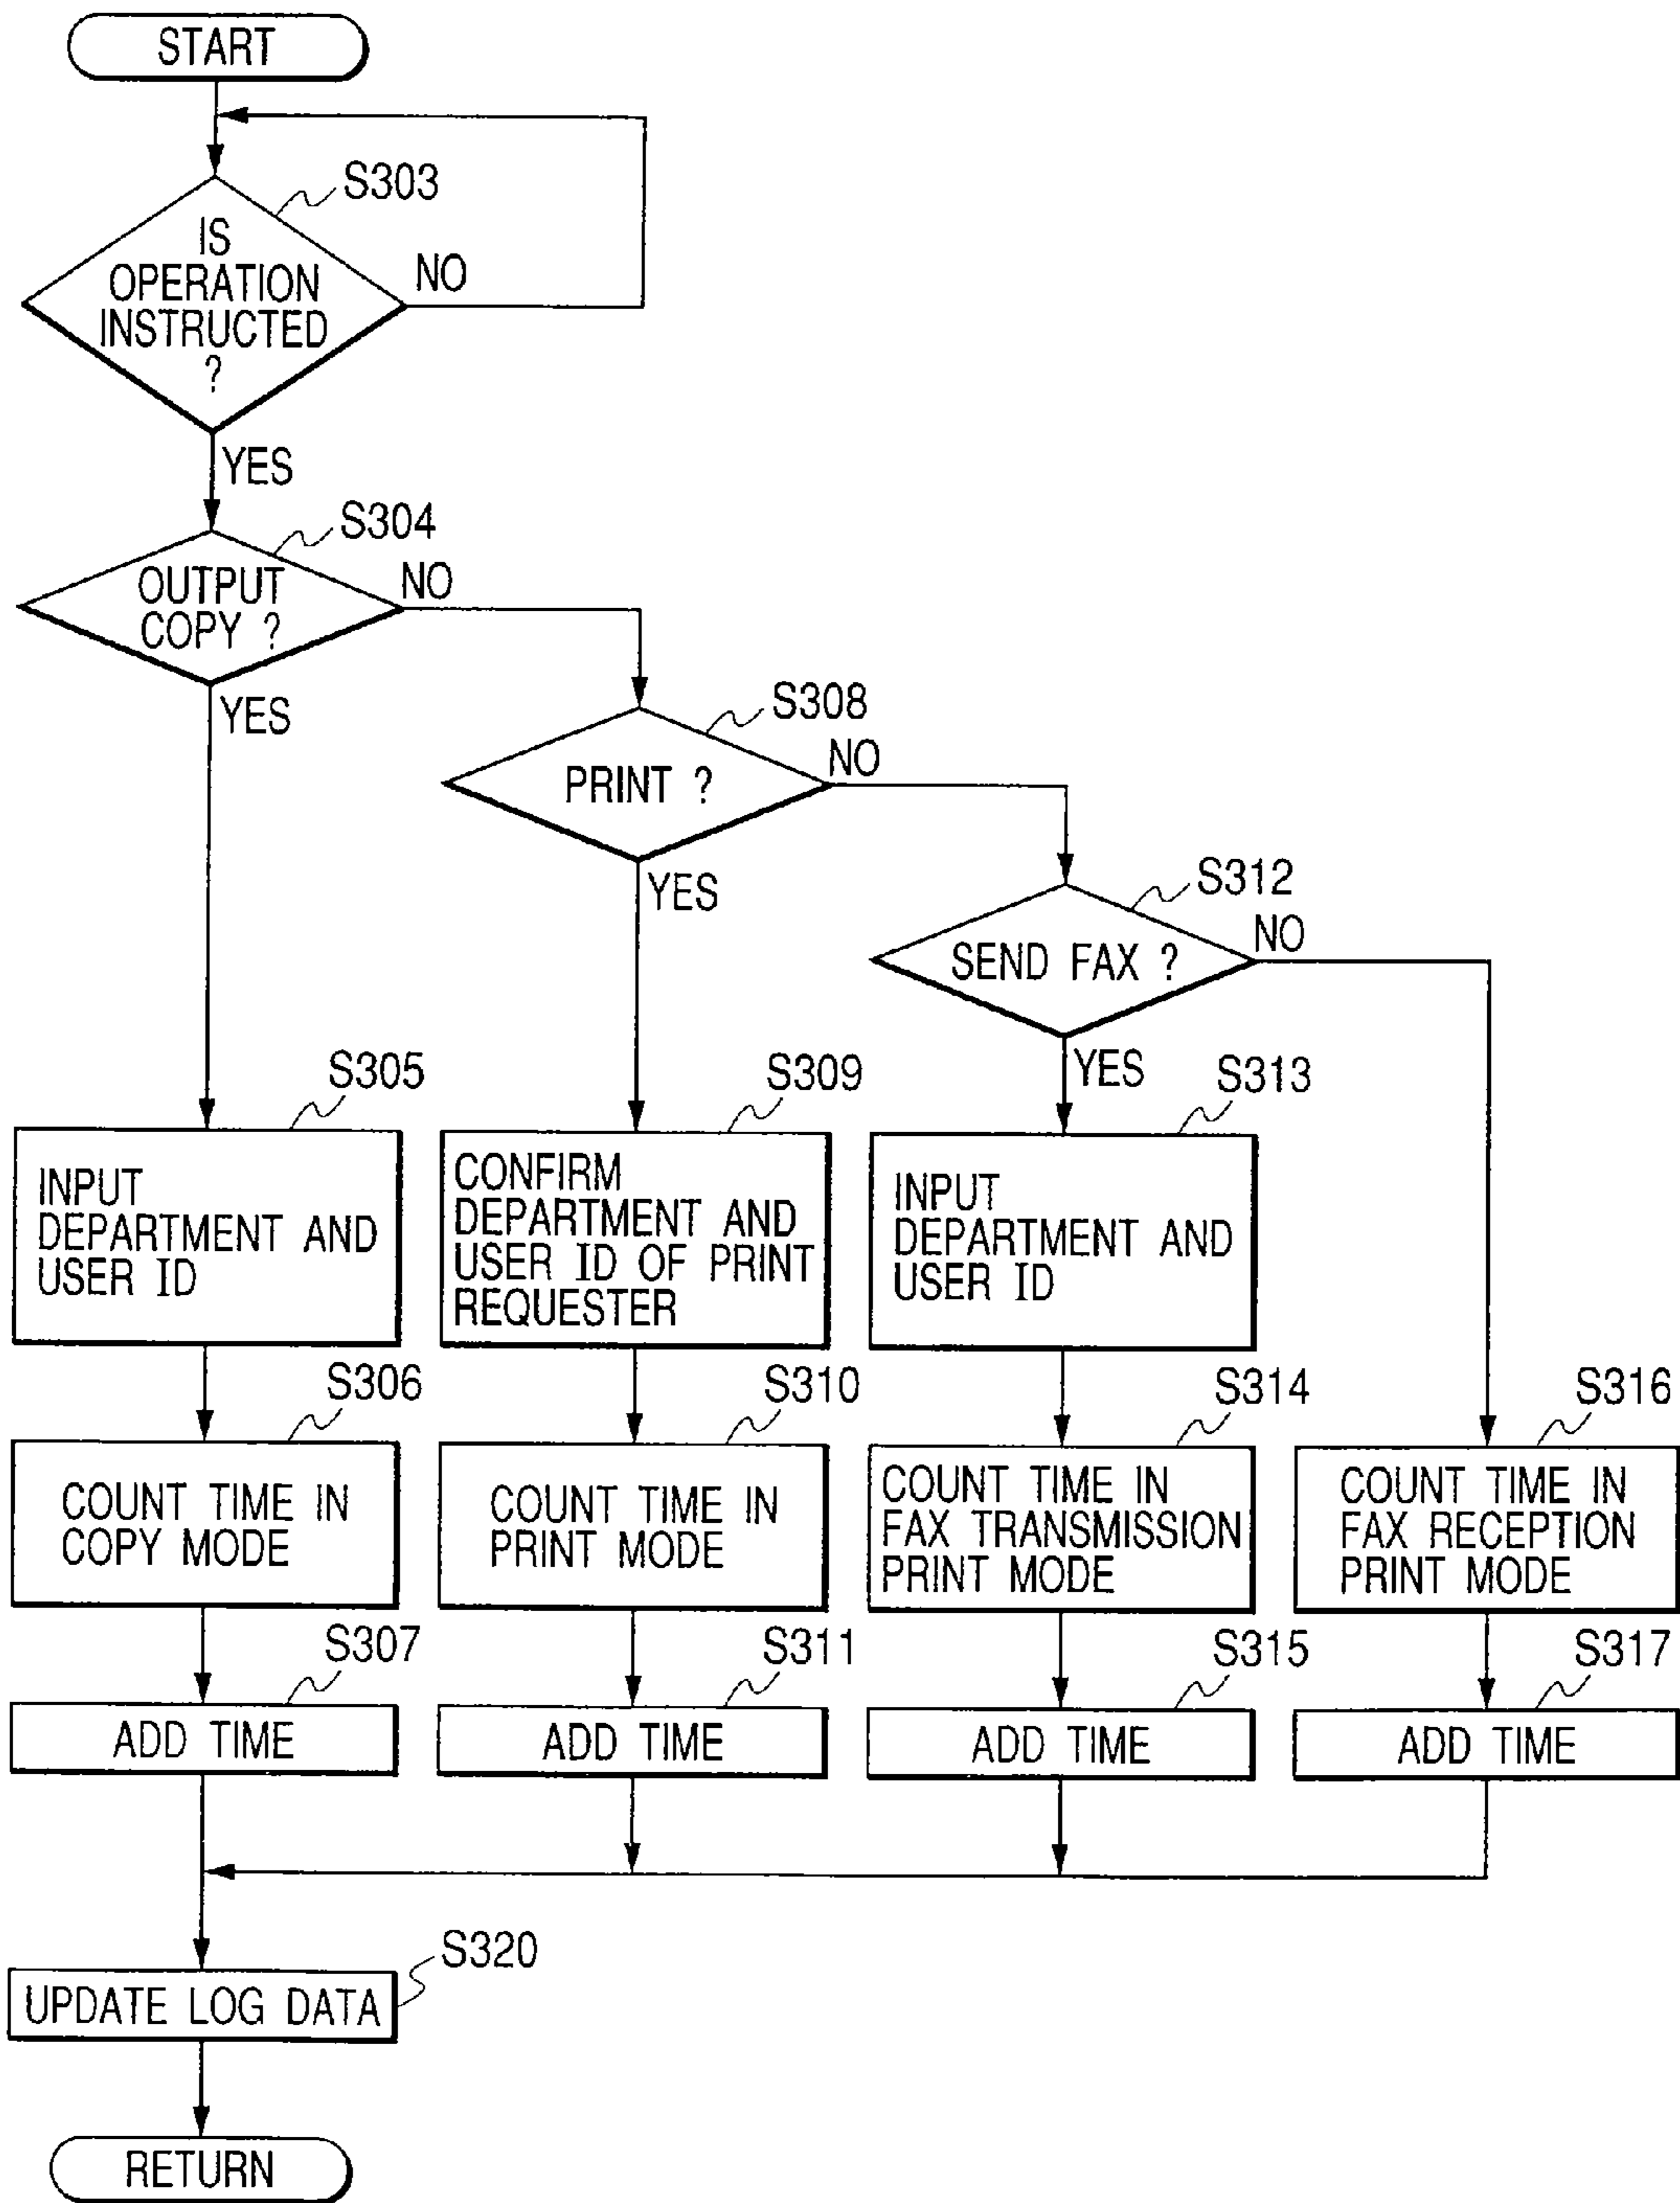 START
S303
IS
OPERATION
INSTRUCTED
?
NO
YES
S304
OUTPUT
COPY ?
NO
YES
S308
PRINT ?
NO
YES
S312
SEND FAX ?
NO
YES
S305
INPUT
DEPARTMENT AND
USER ID
S309
CONFIRM
DEPARTMENT AND
USER ID OF PRINT
REQUESTER
S313
INPUT
DEPARTMENT AND
USER ID
S306
COUNT TIME IN
COPY MODE
S310
COUNT TIME IN
PRINT MODE
S314
COUNT TIME IN
FAX TRANSMISSION
PRINT MODE
S316
COUNT TIME IN
FAX RECEPTION
PRINT MODE
S307
ADD TIME
S311
ADD TIME
S315
ADD TIME
S317
ADD TIME
S320
UPDATE LOG DATA
RETURN